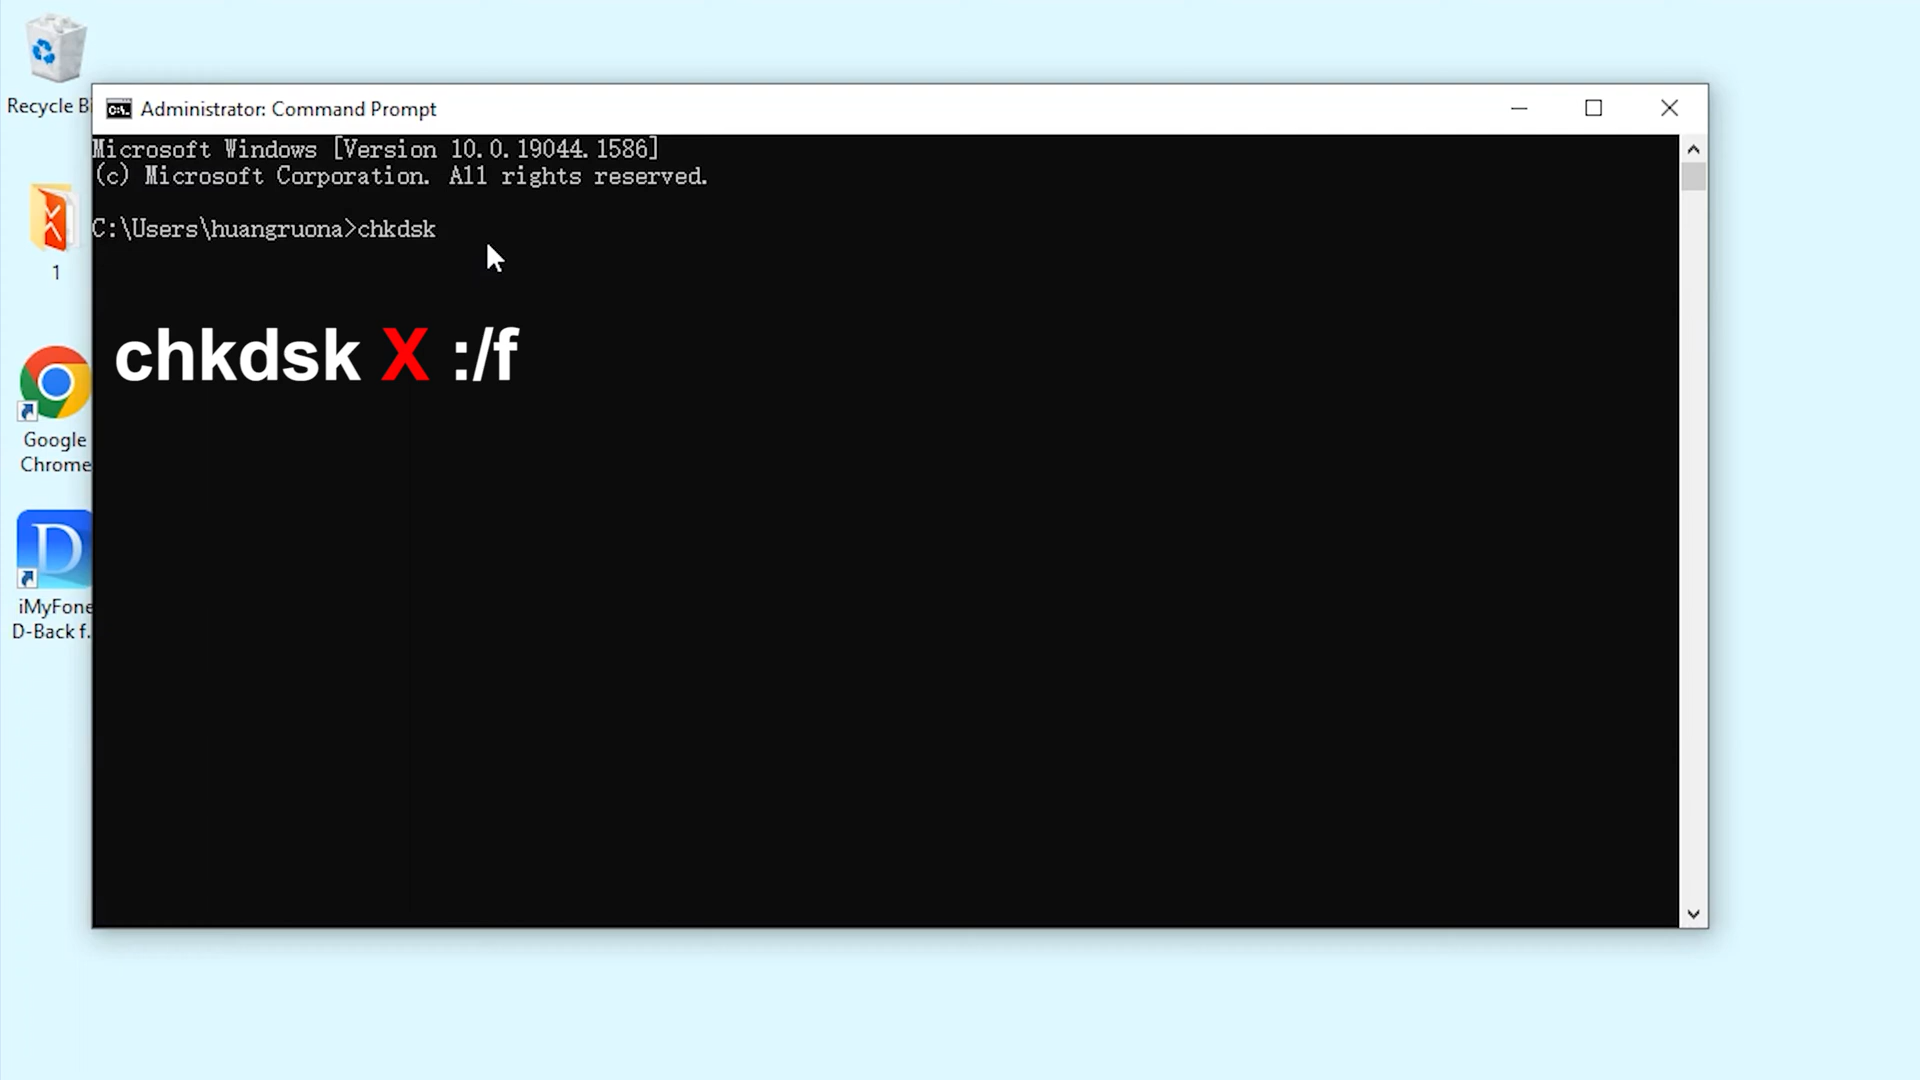 Recycle B
Administrator: Command Prompt
Microsoft Windows [Version 10.0.19044.1586]
(c) Microsoft Corporation. All rights reserved.
C:\Users\huangruona>chkdsk
1
chkdsk X :/f
Google
Chrome
D
iMyFone
D-Back f.